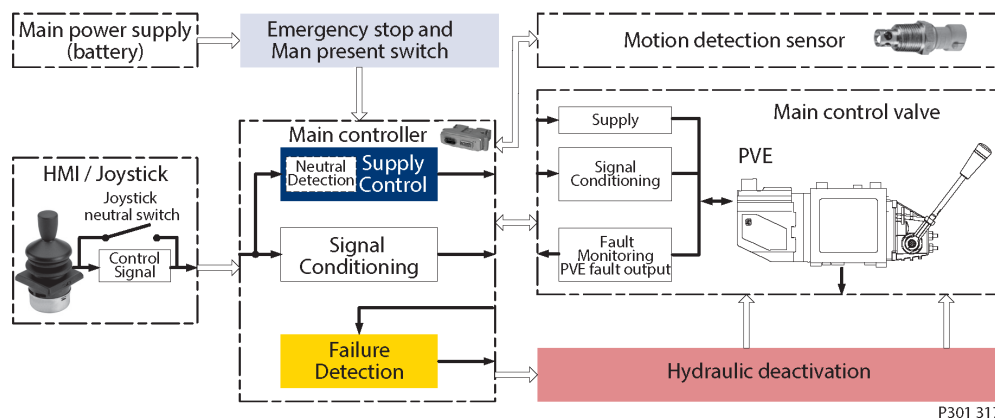 Main power supply
(battery)
Emergency stop and
Man present switch
Motion detection sensor
Main controller
Neutral
Detection
Supply
Control
Signal
Conditioning
Failure
Detection
HMI / Joystick
Joystick
neutral switch
Control
Signal
Main control valve
Supply
Signal
Conditioning
Fault
Monitoring
PVE fault output
PVE
Hydraulic deactivation